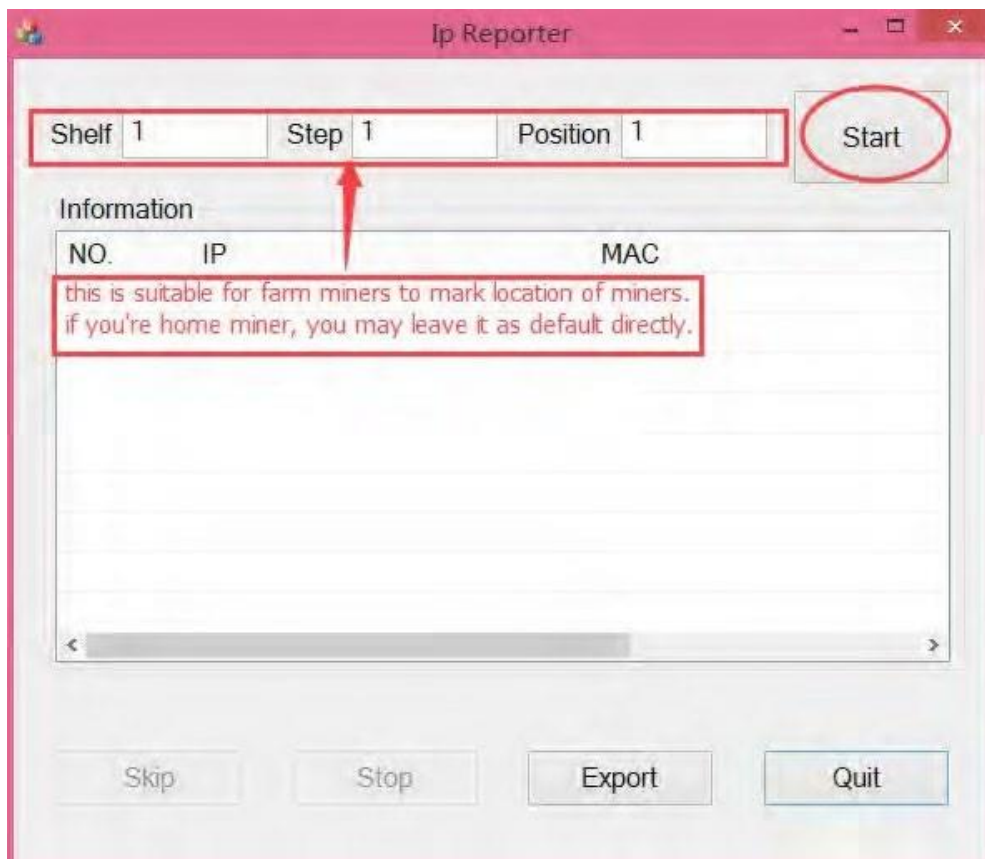 Ip Reporter
Shelf 1 Step 1 Position 1 Start
Information
NO. IP MAC
this is suitable for farm miners to mark location of miners.
if you're home miner, you may leave it as default directly.
Skip Stop Export Quit